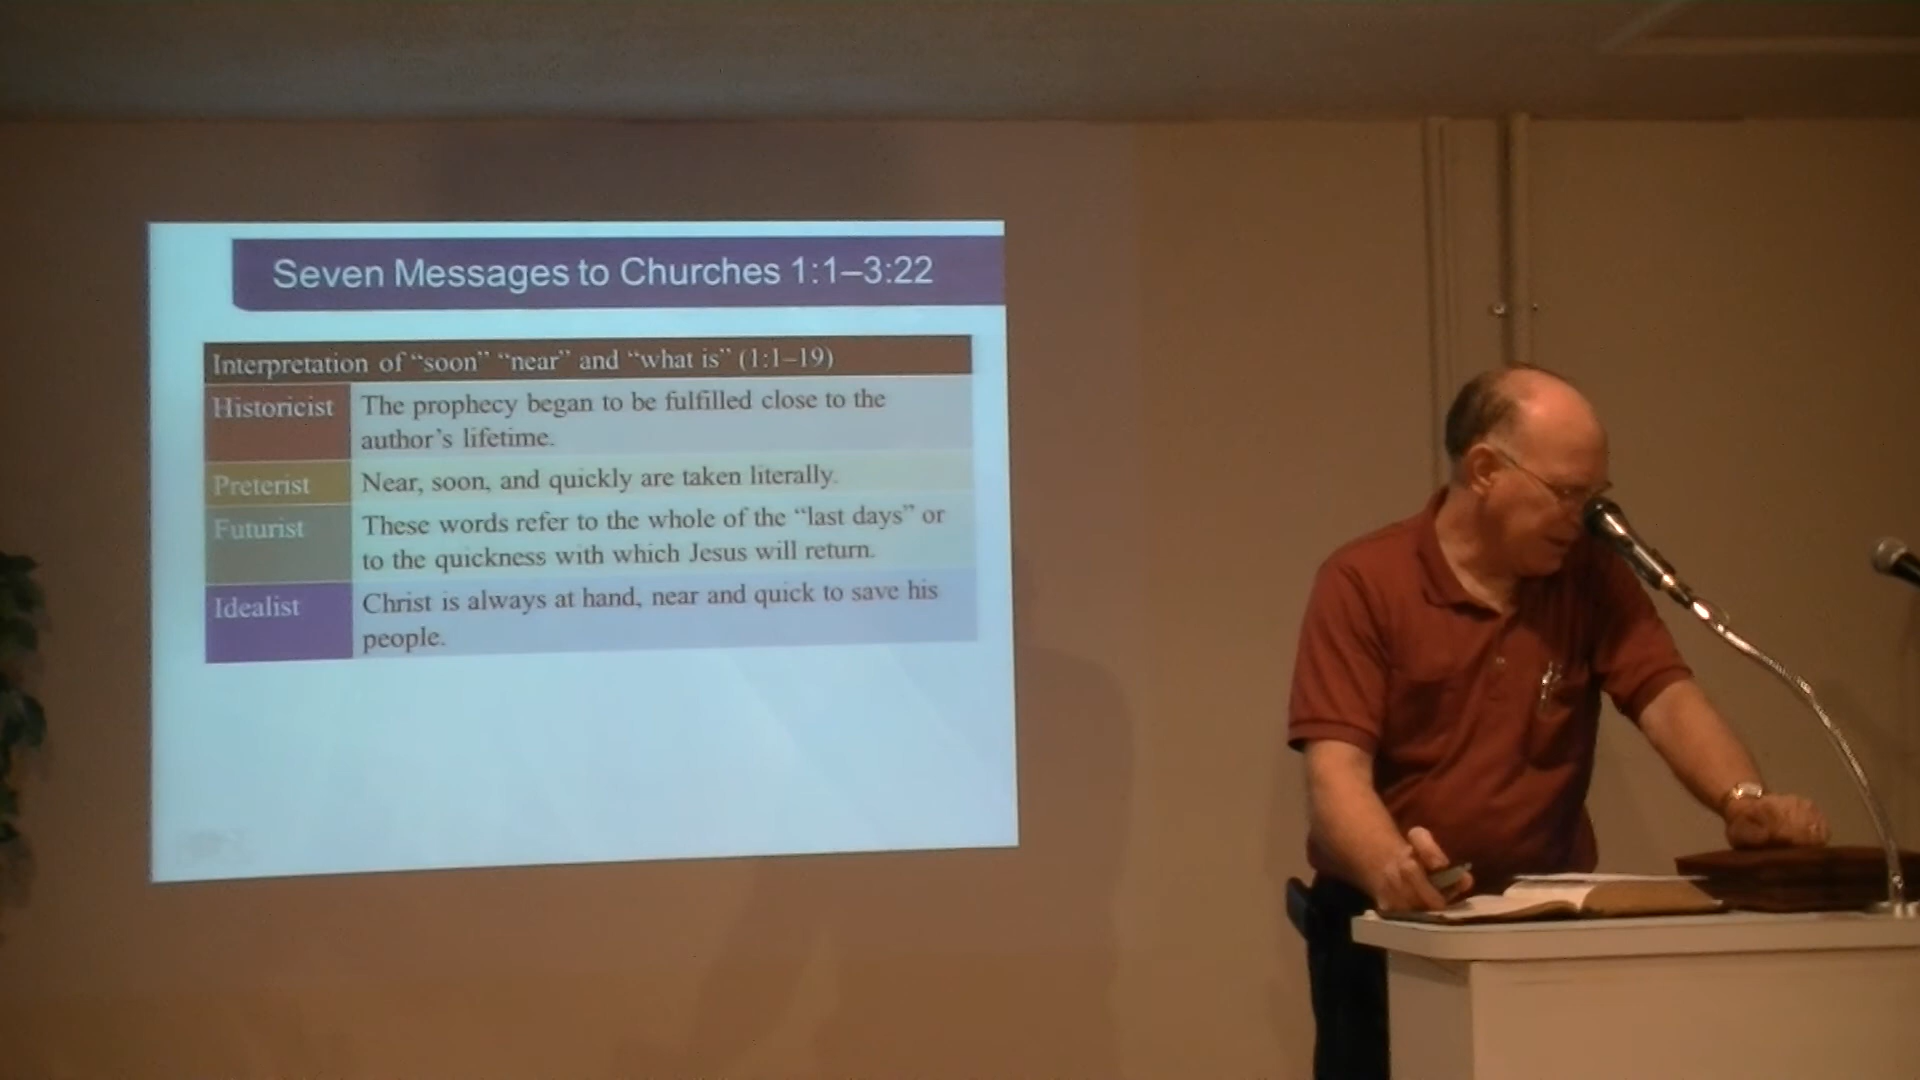 Seven Messages to Churches 1:1–3:22
Interpretation of “soon” “near” and “what is” (1:1–19)
Historicist
The prophecy began to be fulfilled close to the
author’s lifetime.
Preterist
Near, soon, and quickly are taken literally.
Futurist
These words refer to the whole of the “last days” or
to the quickness with which Jesus will return.
Idealist
Christ is always at hand, near and quick to save his
people.